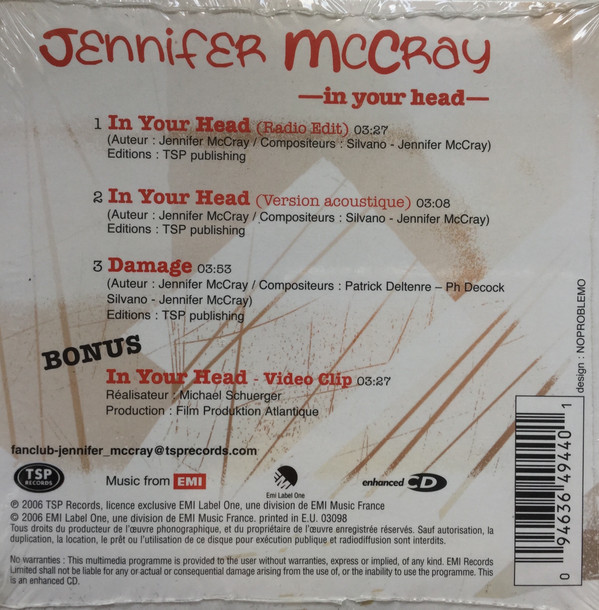 Jennifer McCray
—in your head—
1 In Your Head (Radio Edit) 03:27
(Auteur : Jennifer McCray / Compositeurs : Silvano - Jennifer McCray)
Editions : TSP publishing
2 In Your Head (Version acoustique) 03:08
(Auteur : Jennifer McCray / Compositeurs : Silvano - Jennifer McCray)
Editions : TSP publishing
3 Damage 03:53
(Auteur : Jennifer McCray / Compositeurs : Patrick Deltenre – Ph Decock
Silvano - Jennifer McCray)
Editions : TSP publishing
BONUS
In Your Head - Video Clip 03:27
Réalisateur : Michael Schuerger
Production : Film Produktion Atlantique
design : NOPROBLEMO
fanclub-jennifer_mccray@tsprecords.com
TSP
RECORDS
Music from EMI
Emi Label One
enhanced CD
℗ 2006 TSP Records, licence exclusive EMI Label One, une division de EMI Music France
© 2006 EMI Label One, une division de EMI Music France. printed in E.U. 03098
Tous droits du producteur de l'œuvre phonographique, et du propriétaire de l'œuvre enregistrée réservés. Sauf autorisation, la
duplication, la location, le prêt ou l'utilisation de ce disque pour exécution publique et radiodiffusion sont interdits.
No warranties : This multimedia programme is provided to the user without warranties, express or implied, of any kind. EMI Records
Limited shall not be liable for any or actual or consequential damage arising from the use of, or the inability to use the programme. This
is an enhanced CD.
0 94636 49440 1